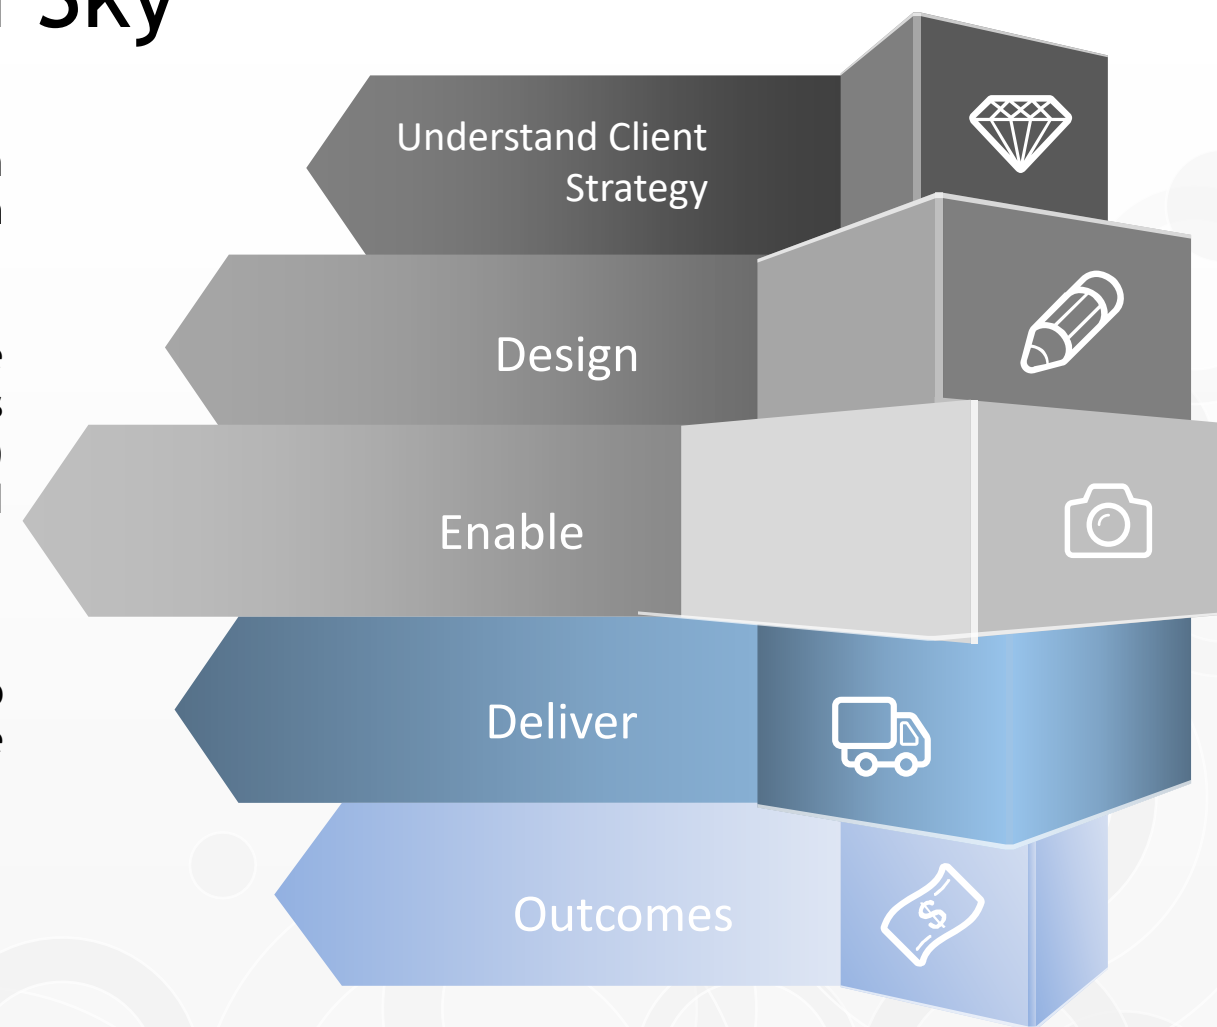 Sky
Understand Client
Strategy
Design
Enable
Deliver
Outcomes
$